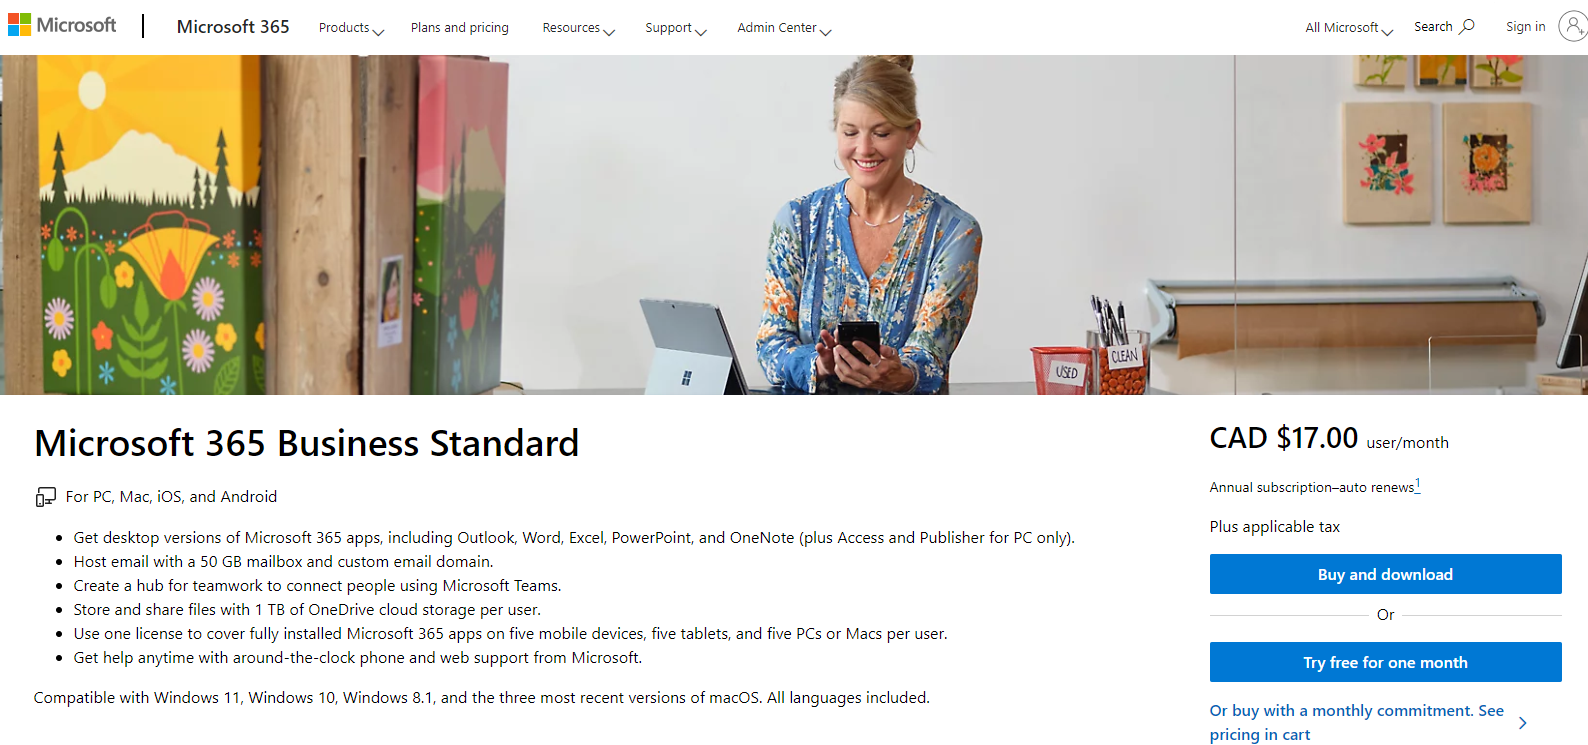 Microsoft
Microsoft 365
Products
Plans and pricing
Resources
Support
Admin Center
All Microsoft
Search
Sign in
USED
CLEAN
Microsoft 365 Business Standard
For PC, Mac, iOS, and Android
• Get desktop versions of Microsoft 365 apps, including Outlook, Word, Excel, PowerPoint, and OneNote (plus Access and Publisher for PC only).
• Host email with a 50 GB mailbox and custom email domain.
• Create a hub for teamwork to connect people using Microsoft Teams.
• Store and share files with 1 TB of OneDrive cloud storage per user.
• Use one license to cover fully installed Microsoft 365 apps on five mobile devices, five tablets, and five PCs or Macs per user.
• Get help anytime with around-the-clock phone and web support from Microsoft.
Compatible with Windows 11, Windows 10, Windows 8.1, and the three most recent versions of macOS. All languages included.
CAD $17.00 user/month
Annual subscription–auto renews1
Plus applicable tax
Buy and download
Or
Try free for one month
Or buy with a monthly commitment. See
pricing in cart